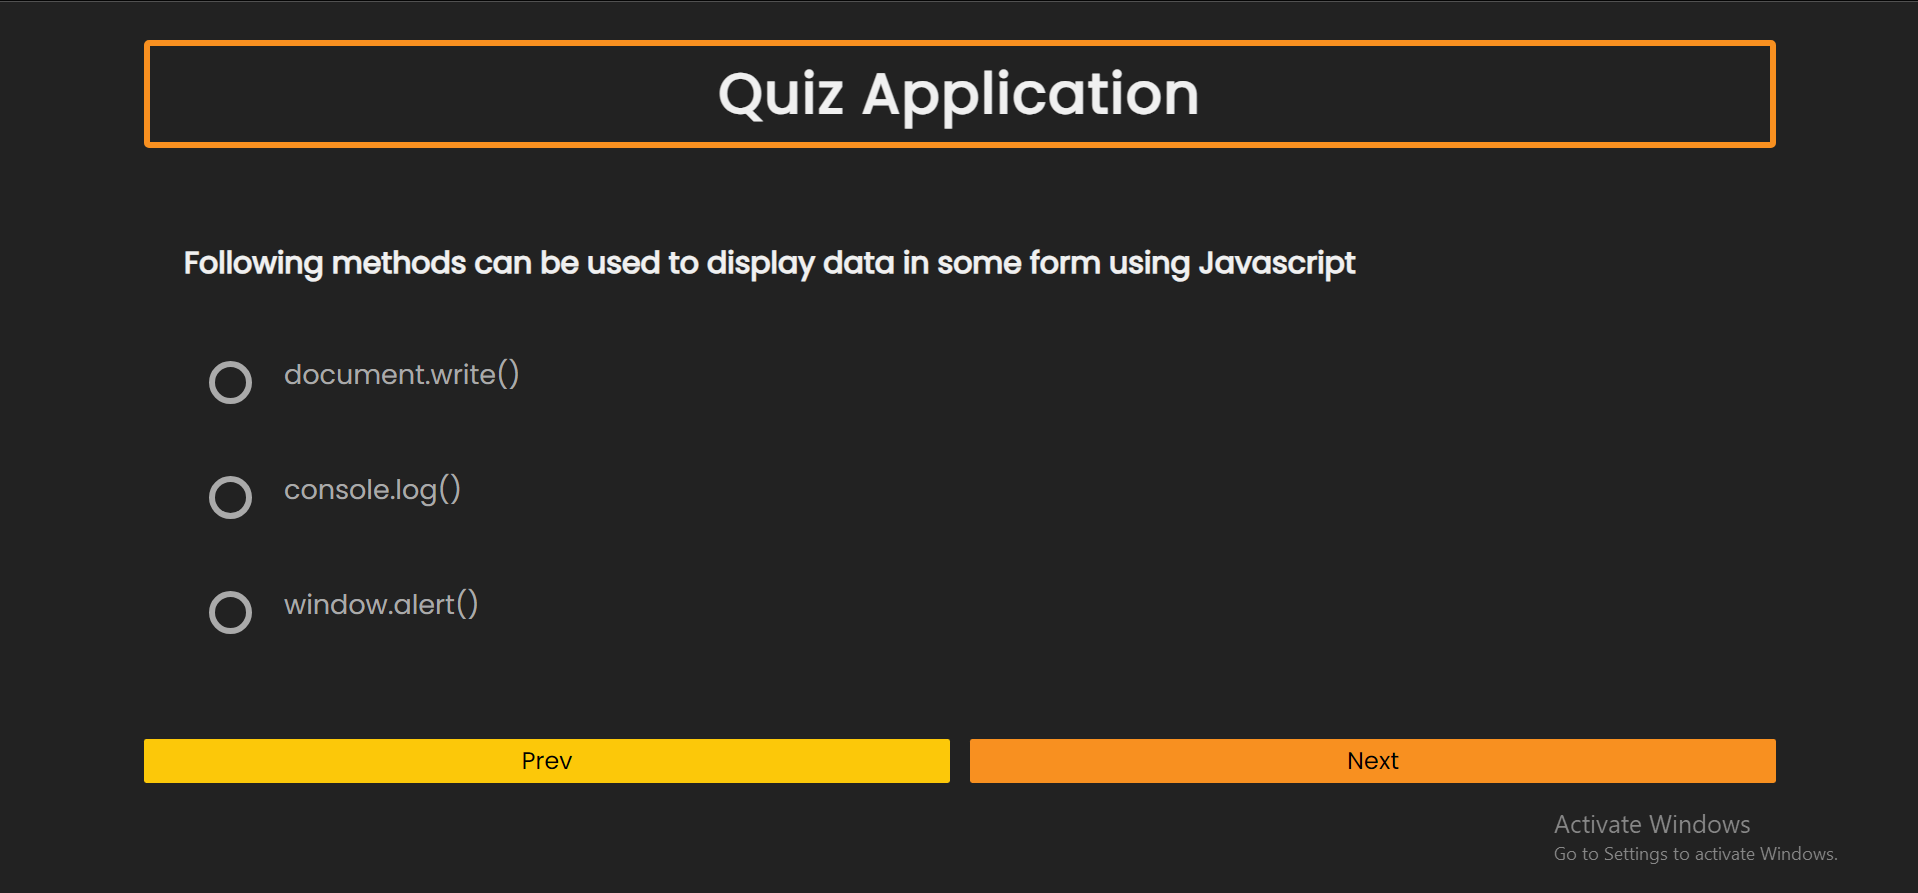 Quiz Application
Following methods can be used to display data in some form using Javascript
document.write()
console.log()
window.alert()
Prev
Next
Activate Windows
Go to Settings to activate Windows.